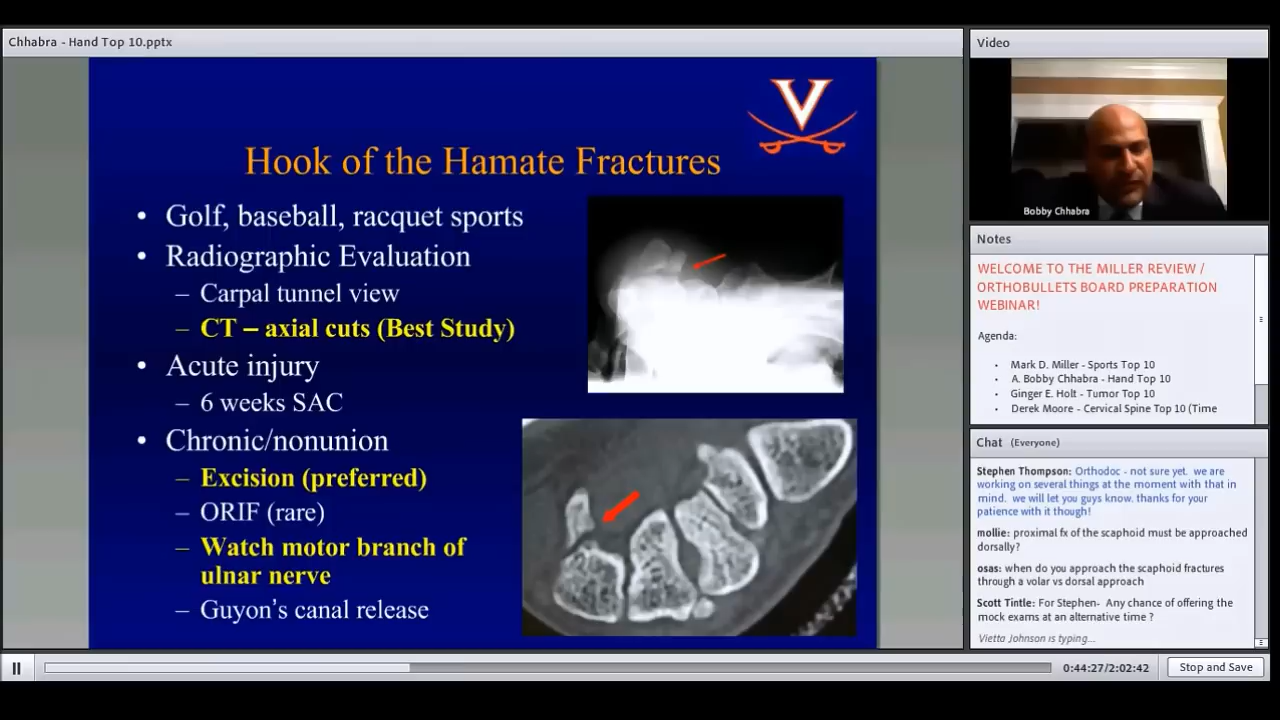 Chhabra - Hand Top 10.pptx
V
Hook of the Hamate Fractures
• Golf, baseball, racquet sports
• Radiographic Evaluation
– Carpal tunnel view
– CT – axial cuts (Best Study)
• Acute injury
– 6 weeks SAC
• Chronic/nonunion
– Excision (preferred)
– ORIF (rare)
– Watch motor branch of
ulnar nerve
– Guyon's canal release
Video
Bobby Chhabra
Notes
WELCOME TO THE MILLER REVIEW /
ORTHOBULLETS BOARD PREPARATION
WEBINAR!
Agenda:
• Mark D. Miller - Sports Top 10
• A. Bobby Chhabra - Hand Top 10
• Ginger E. Holt - Tumor Top 10
• Derek Moore - Cervical Spine Top 10 (Time
Chat (Everyone)
Stephen Thompson: Orthodoc - not sure yet. we are
working on several things at the moment with that in
mind. we will let you guys know. thanks for your
patience with it though!
mollie: proximal fx of the scaphoid must be approached
dorsally?
osas: when do you approach the scaphoid fractures
through a volar vs dorsal approach
Scott Tintle: For Stephen- Any chance of offering the
mock exams at an alternative time ?
Vietta Johnson is typing...
0:44:27/2:02:42
Stop and Save